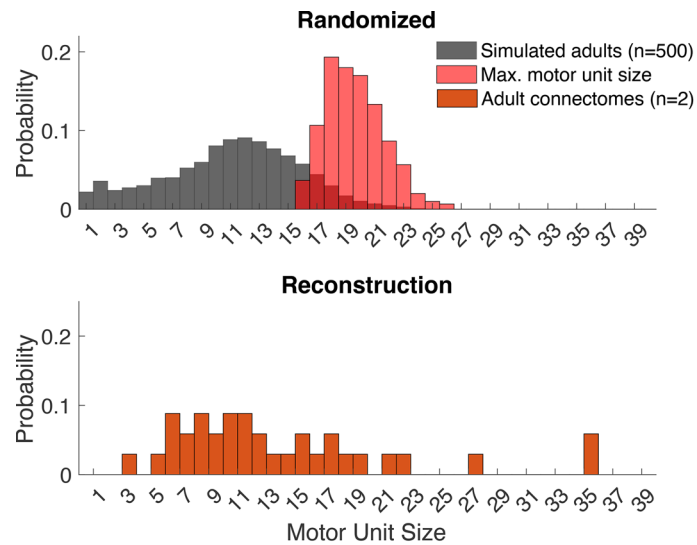 Randomized
Probability
0.2
0.1
0
Simulated adults (n=500)
Max. motor unit size
Adult connectomes (n=2)
1 3 5 7 9 11 13 15 17 19 21 23 25 27 29 31 33 35 37 39
Reconstruction
Probability
0.2
0.1
0
1 3 5 7 9 11 13 15 17 19 21 23 25 27 29 31 33 35 37 39
Motor Unit Size